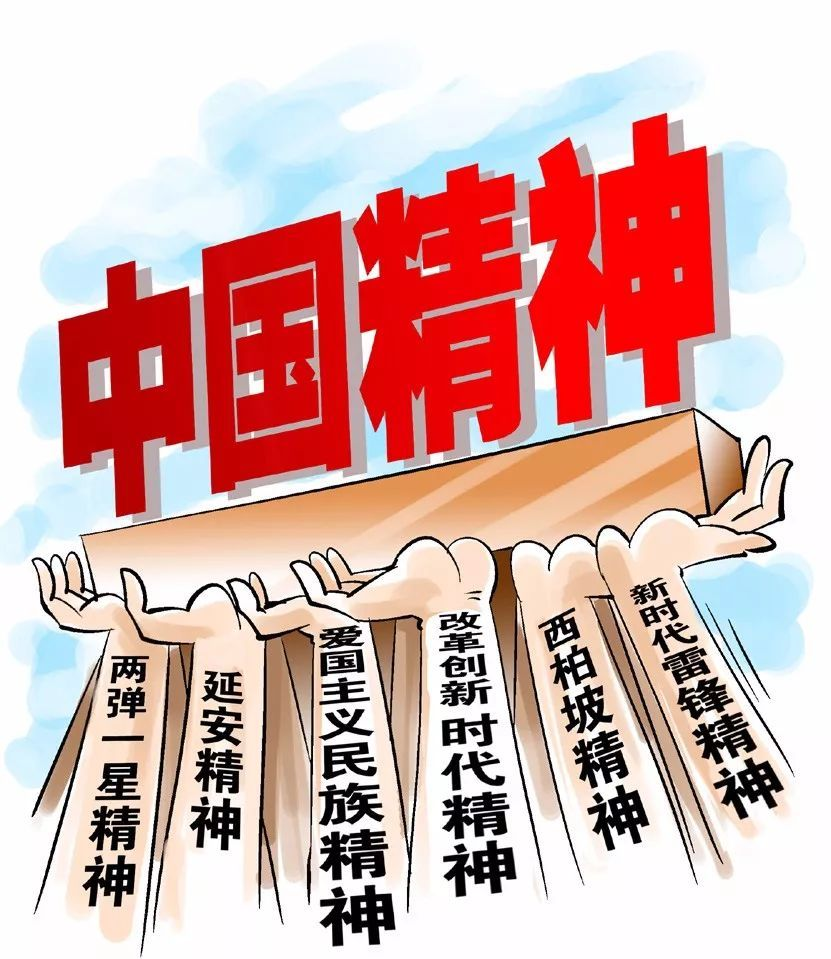 中国精神
两弹一星精神
延安精神
爱国主义民族精神
改革创新时代精神
西柏坡精神
新时代雷锋精神